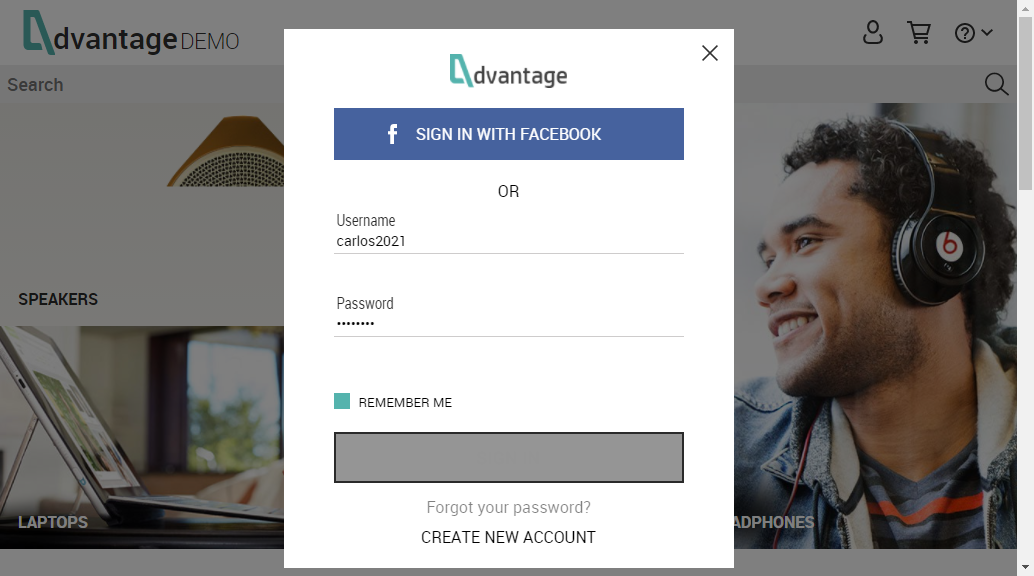 dvantage DEMO
Search
dvantage
SIGN IN WITH FACEBOOK
OR
Username
carlos2021
Password
••••••••
REMEMBER ME
Forgot your password?
CREATE NEW ACCOUNT
SPEAKERS
LAPTOPS
ADPHONES